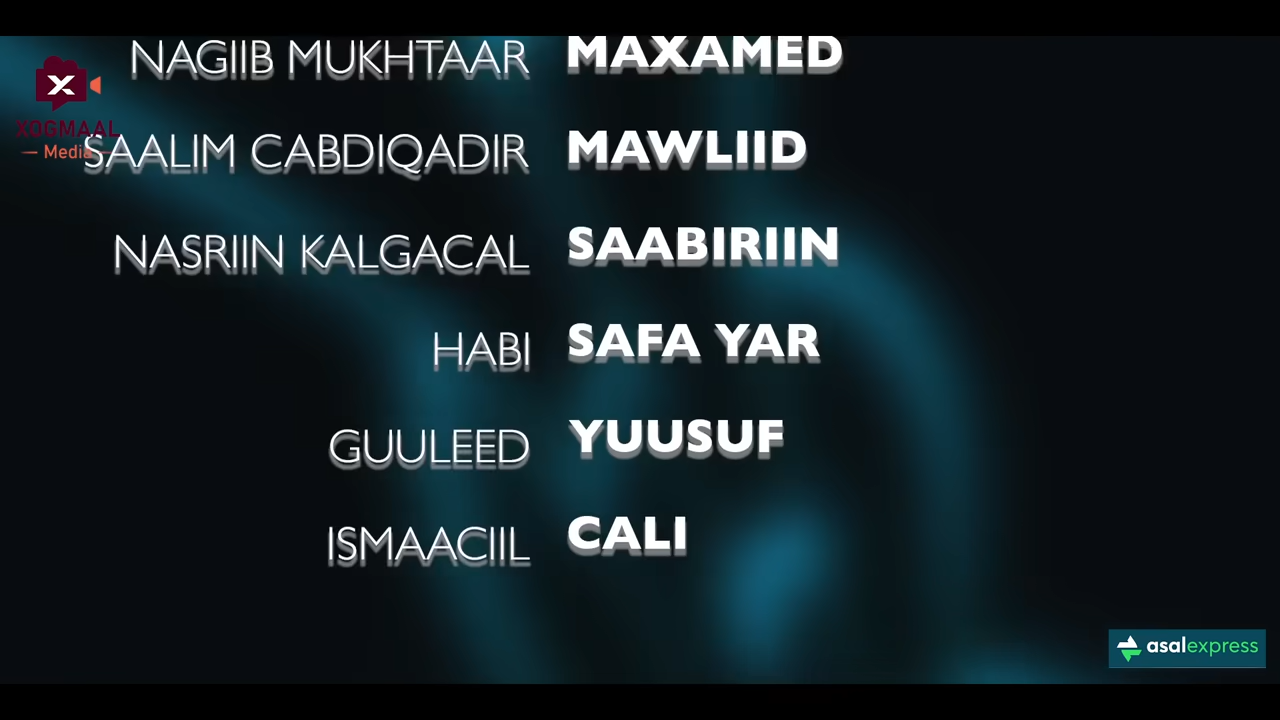 NAGIIB MUKHTAAR MAXAMED
XOGMAAL
Media
SAALIM CABDIQADIR MAWLIID
NASRIIN KALGACAL SAABIRIIN
HABI SAFA YAR
GUULEED YUUSUF
ISMAACIIL CALI
asalexpress